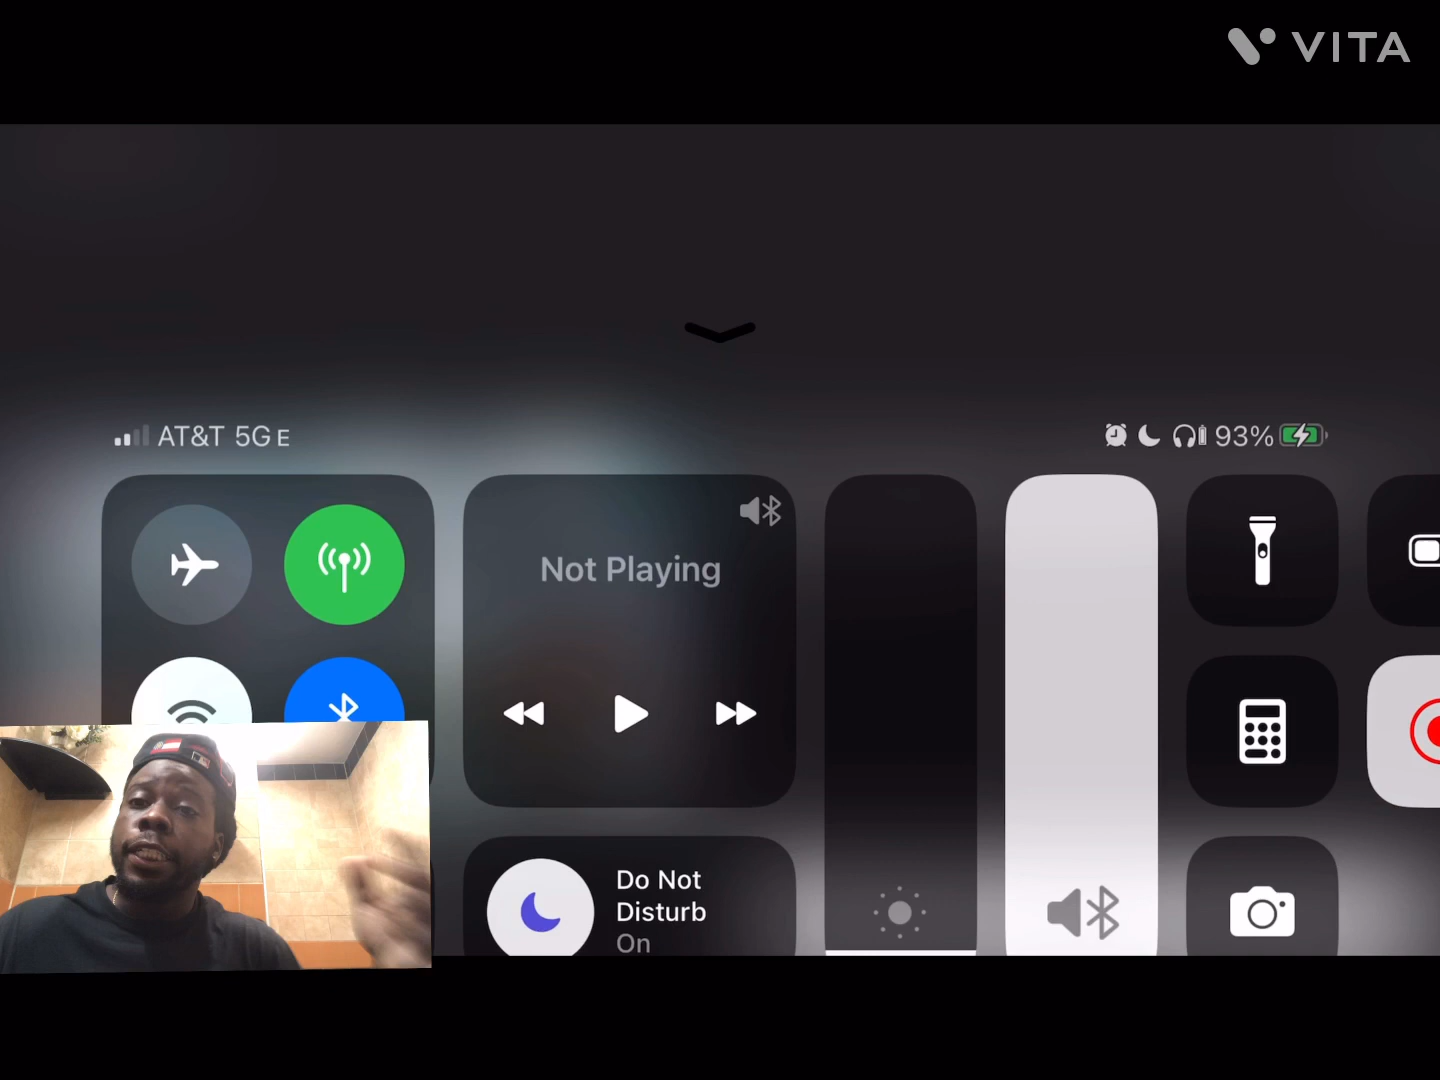 VITA
AT&T 5G E
93%
Not Playing
Do Not
Disturb
On